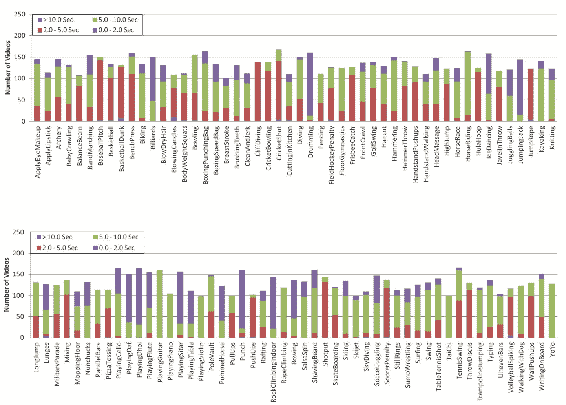 Number of Videos
250
200
150
100
50
0
> 10.0 Sec
5.0 - 10.0 Sec
2.0 - 5.0 Sec
0.0 - 2.0 Sec
ApplyEyeMakeup
ApplyLipstick
Archery
BabyCrawling
BalanceBeam
BandMarching
BaseballPitch
Basketball
BasketballDunk
BenchPress
Biking
Billiards
BlowDryHair
BlowingCandles
BodyWeightSquats
Bowling
BoxingPunchingBag
BoxingSpeedBag
BreastStroke
BrushingTeeth
CleanAndJerk
CliffDiving
CricketBowling
CricketShot
CuttingInKitchen
Diving
Drumming
Fencing
FieldHockeyPenalty
FloorGymnastics
FrisbeeCatch
FrontCrawl
GolfSwing
Haircut
Hammering
HammerThrow
HandstandPushups
HandstandWalking
HeadMassage
HighJump
HorseRace
HorseRiding
HulaHoop
IceDancing
JavelinThrow
JugglingBalls
JumpingJack
JumpRope
Kayaking
Knitting
Number of Videos
250
200
150
100
50
0
> 10.0 Sec
5.0 - 10.0 Sec
2.0 - 5.0 Sec
0.0 - 2.0 Sec
LongJump
Lunges
MilitaryParade
Mixing
MoppingFloor
Nunchucks
ParallelBars
PizzaTossing
PlayingCello
PlayingDaf
PlayingDhol
PlayingFlute
PlayingGuitar
PlayingPiano
PlayingSitar
PlayingTabla
PlayingViolin
PoleVault
PommelHorse
PullUps
Punch
PushUps
Rafting
RockClimbingIndoor
RopeClimbing
Rowing
SalsaSpin
ShavingBeard
Shotput
SkateBoarding
Skiing
Skijet
SkyDiving
SoccerJuggling
SoccerPenalty
StillRings
SumoWrestling
Surfing
Swing
TableTennisShot
TaiChi
TennisSwing
ThrowDiscus
TrampolineJumping
Typing
UnevenBars
VolleyballSpiking
WalkingWithDog
WallPushups
WritingOnBoard
YoYo